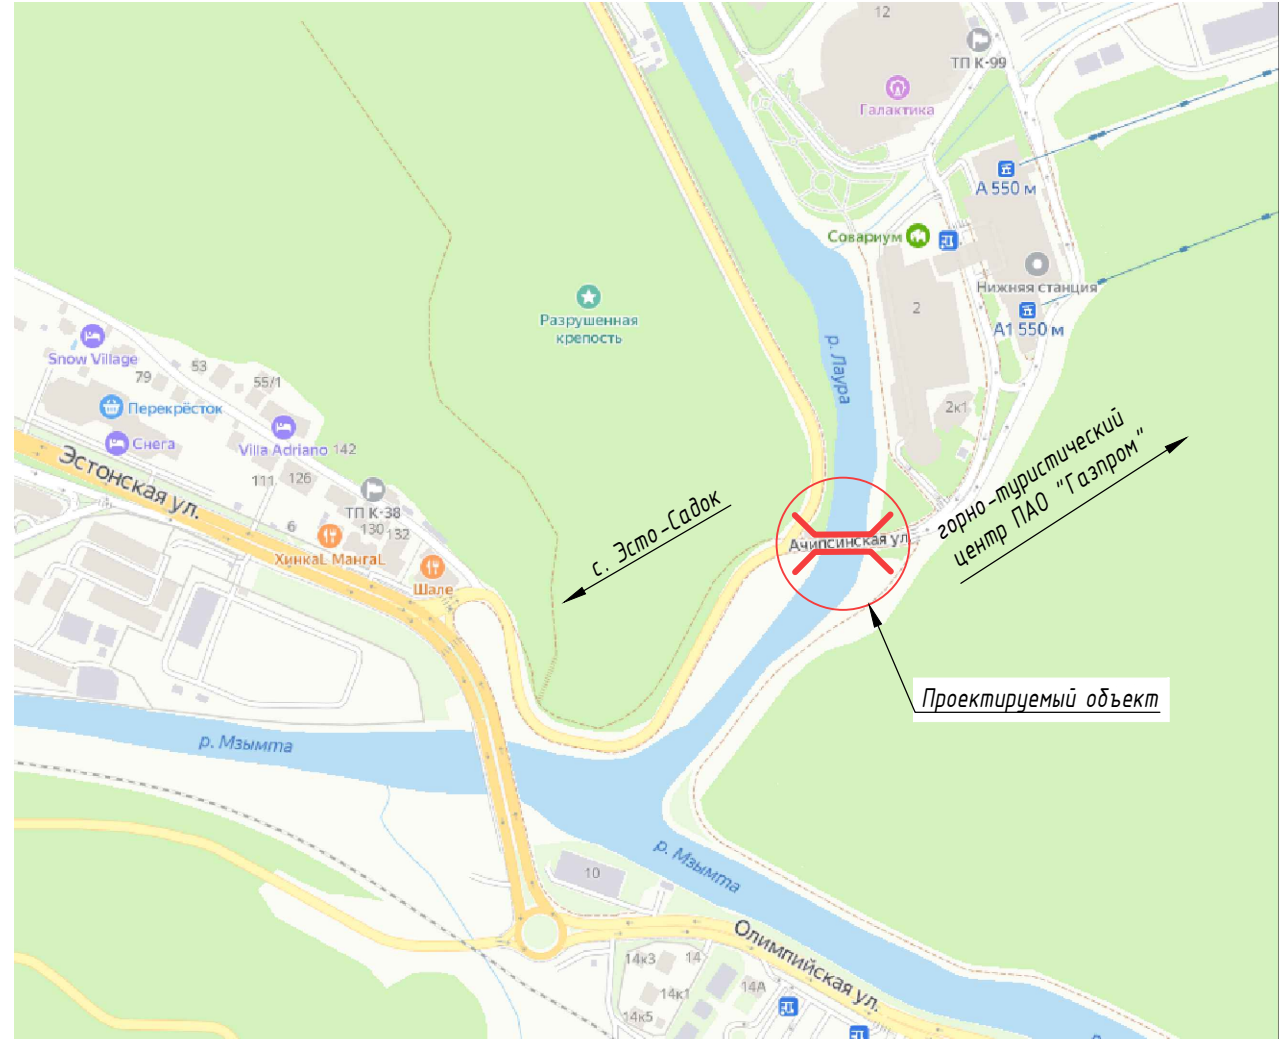 12
ТП К-99
Галактика
А 550 м
Совариум
Нижняя станция
2
А1 550 м
Разрушенная
крепость
р. Лаура
Snow Village
53
79
55/1
Перекрёсток
2к1
Снега
Villa Adriano 142
горно-туристический
центр ПАО "Газпром"
Эстонская ул.
111
126
ТП К-38
с. Эсто-Садок
6
130
132
Ачипсинская ул.
Хинкаl Мангаl
Шале
Проектируемый объект
р. Мзымта
р. Мзымта
10
Олимпийская ул.
14к3
14
14А
14к1
14к5